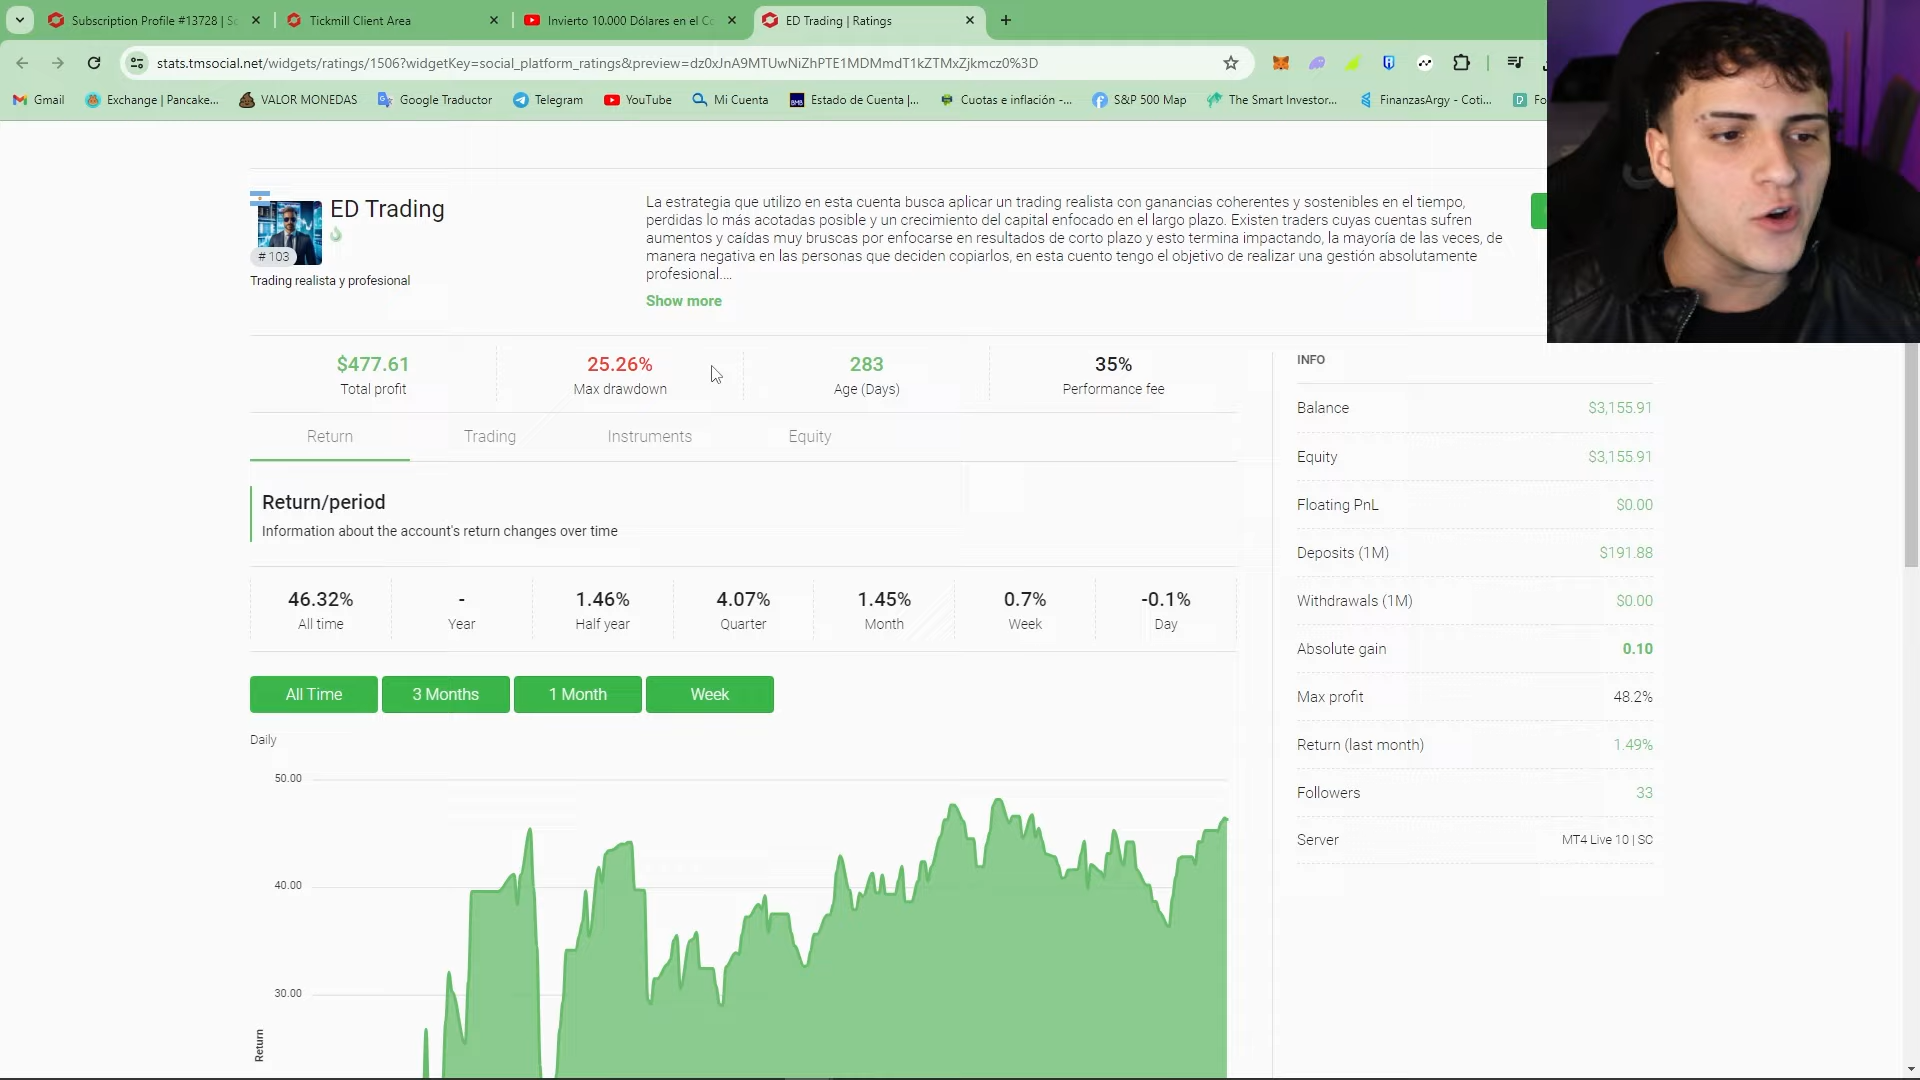 Subscription Profile #13728 | S
Tickmill Client Area
Invierto 10.000 Dólares en el Co
ED Trading | Ratings
stats.tmsocial.net/widgets/ratings/1506?widgetKey=social_platform_ratings&preview=dz0xJnA9MTUwNiZhPTE1MDMmdT1kZTMxZjkmcz0%3D
Gmail
Exchange | Pancake...
VALOR MONEDAS
Google Traductor
Telegram
YouTube
Mi Cuenta
Estado de Cuenta |...
Cuotas e inflación -...
S&P 500 Map
The Smart Investor...
FinanzasArgy - Coti...
Fo
ED Trading
# 103
Trading realista y profesional
La estrategia que utilizo en esta cuenta busca aplicar un trading realista con ganancias coherentes y sostenibles en el tiempo,
perdidas lo más acotadas posible y un crecimiento del capital enfocado en el largo plazo. Existen traders cuyas cuentas sufren
aumentos y caídas muy bruscas por enfocarse en resultados de corto plazo y esto termina impactando, la mayoría de las veces, de
manera negativa en las personas que deciden copiarlos, en esta cuento tengo el objetivo de realizar una gestión absolutamente
profesional....
Show more
$477.61
Total profit
25.26%
Max drawdown
283
Age (Days)
35%
Performance fee
Return
Trading
Instruments
Equity
Return/period
Information about the account's return changes over time
46.32%
All time
-
Year
1.46%
Half year
4.07%
Quarter
1.45%
Month
0.7%
Week
-0.1%
Day
All Time
3 Months
1 Month
Week
Daily
50.00
40.00
30.00
Return
INFO
Balance $3,155.91
Equity $3,155.91
Floating PnL $0.00
Deposits (1M) $191.88
Withdrawals (1M) $0.00
Absolute gain 0.10
Max profit 48.2%
Return (last month) 1.49%
Followers 33
Server MT4 Live 10 | SC